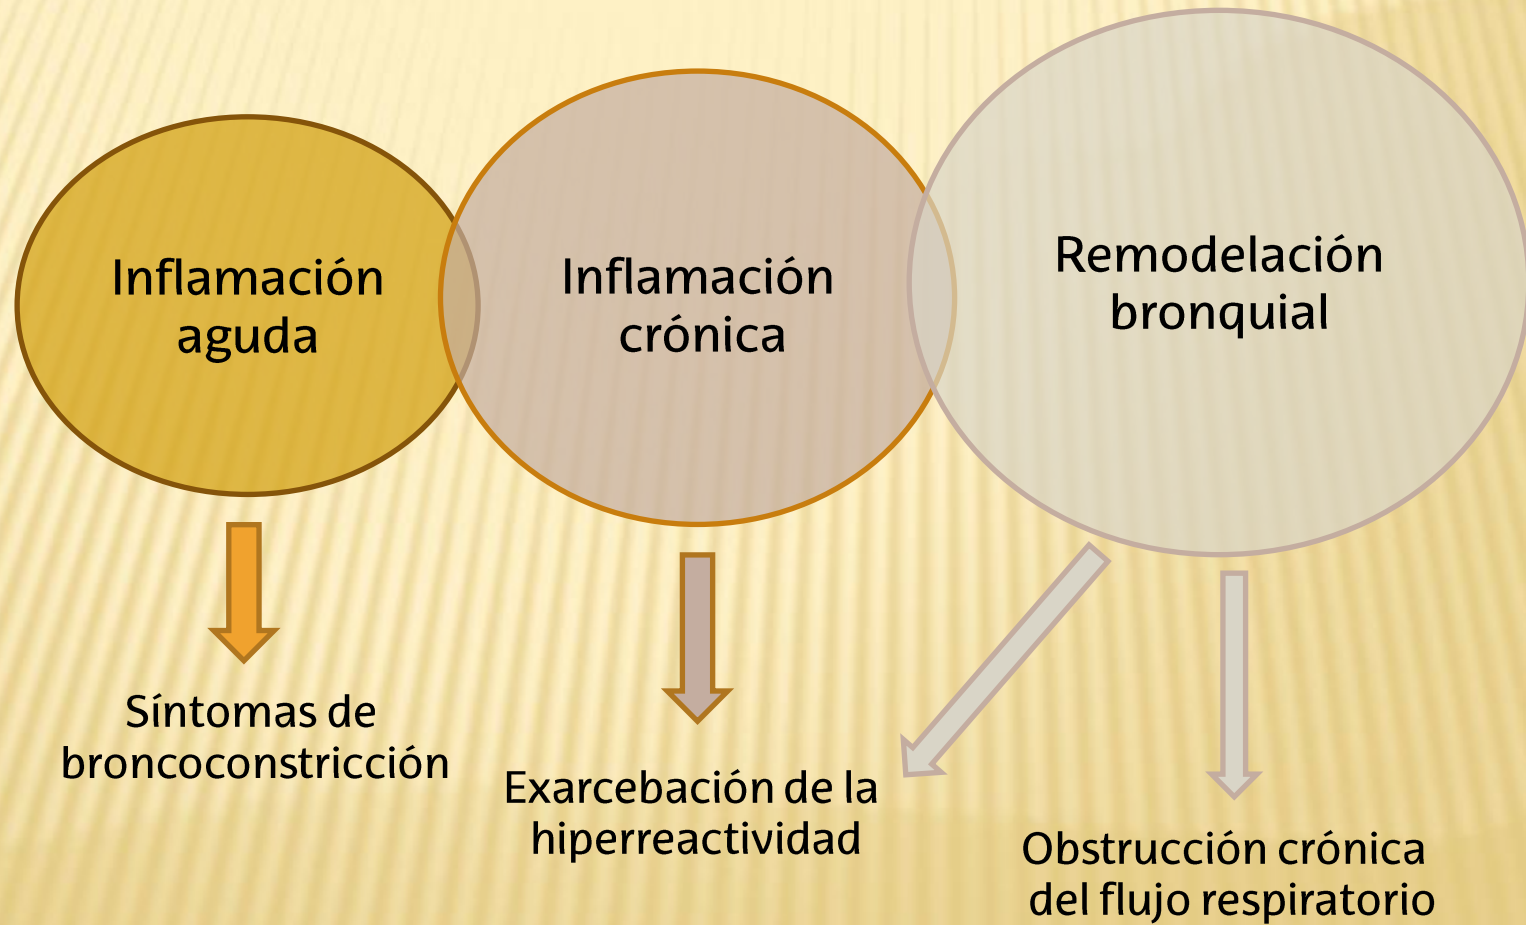 Inflamación
aguda
Inflamación
crónica
Remodelación
bronquial
Síntomas de
broncoconstricción
Exarcebación de la
hiperreactividad
Obstrucción crónica
del flujo respiratorio